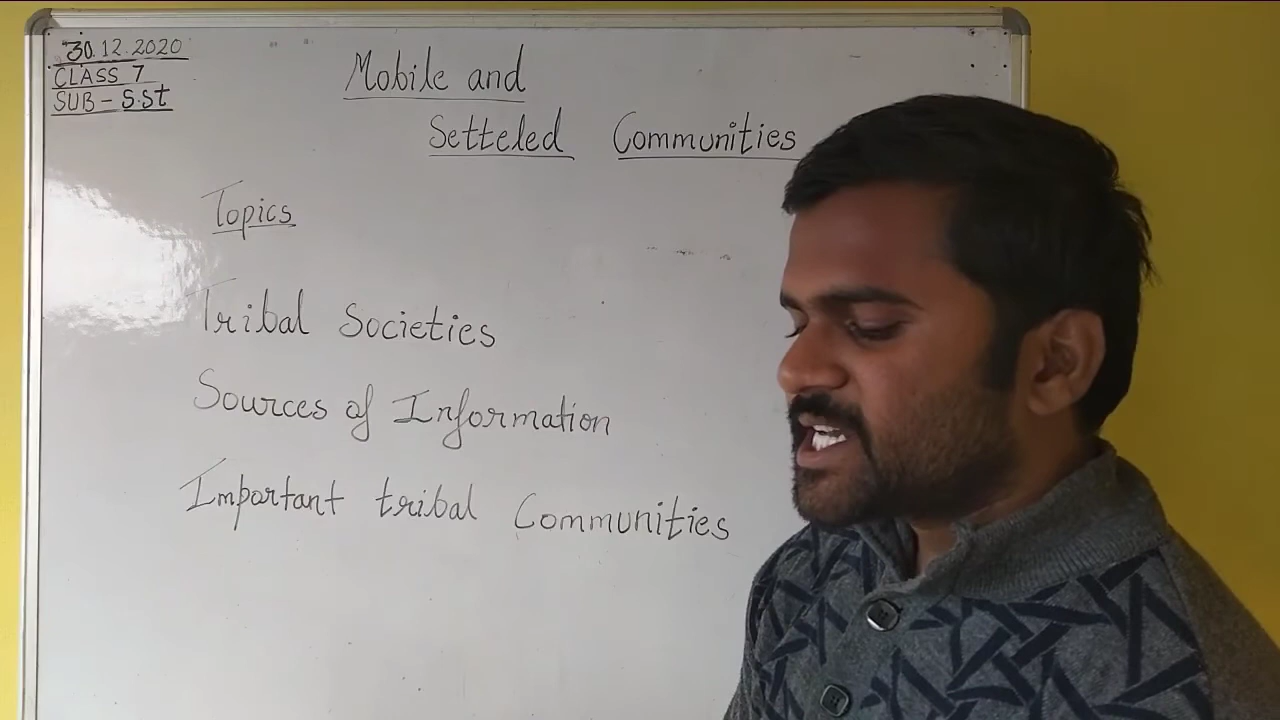 30.12.2020
CLASS 7
SUB - S.St
Mobile and
Setteled Communities
Topics
Tribal Societies
Sources of Information
Important tribal Communities